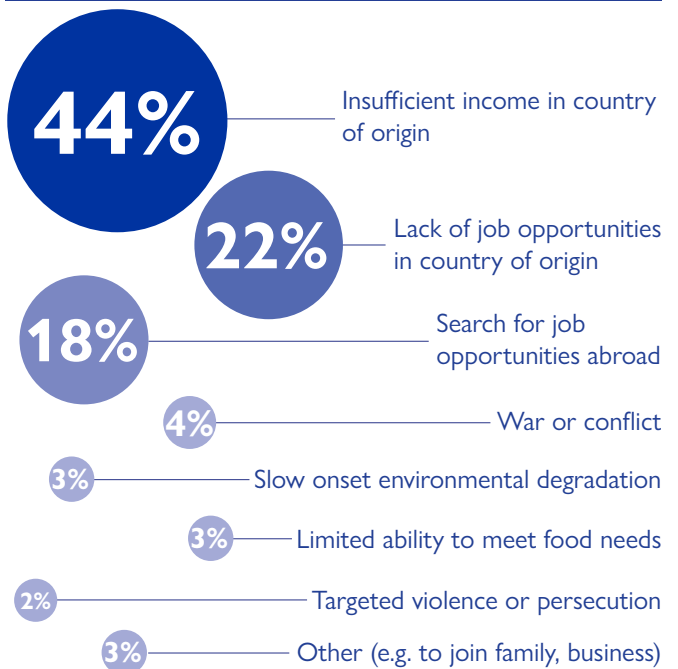 44%
Insufficient income in country
of origin
22%
Lack of job opportunities
in country of origin
18%
Search for job
opportunities abroad
4%
War or conflict
3%
Slow onset environmental degradation
3%
Limited ability to meet food needs
2%
Targeted violence or persecution
3%
Other (e.g. to join family, business)